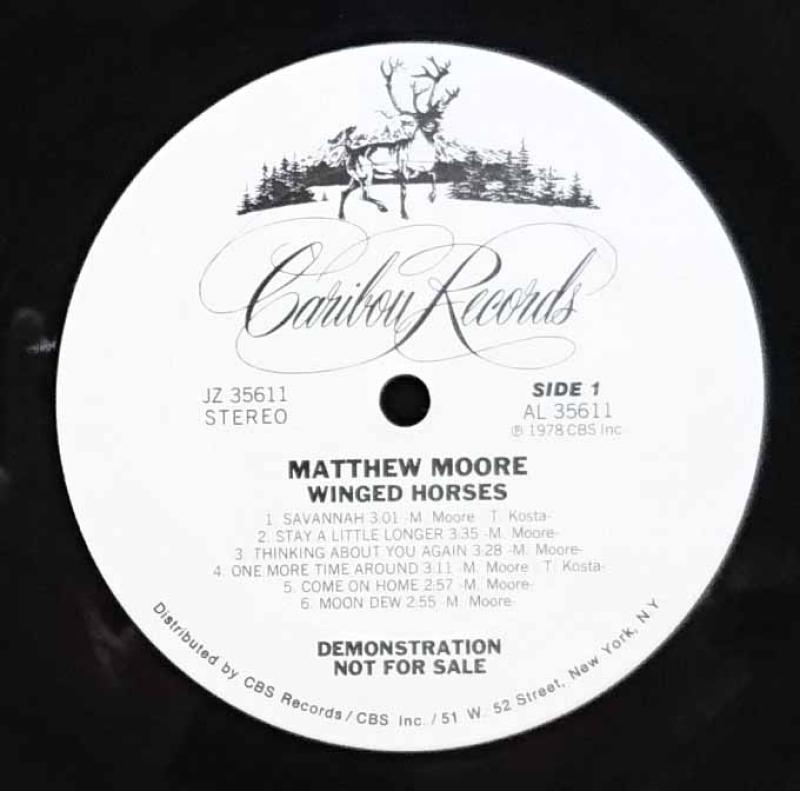 Caribou Records
JZ 35611
STEREO
SIDE 1
AL 35611
℗ 1978 CBS Inc
MATTHEW MOORE
WINGED HORSES
1. SAVANNAH 3:01 -M. Moore T. Kosta-
2. STAY A LITTLE LONGER 3:35 -M. Moore-
3. THINKING ABOUT YOU AGAIN 3:28 -M. Moore-
4. ONE MORE TIME AROUND 3:11 -M. Moore T. Kosta-
5. COME ON HOME 2:57 -M. Moore-
6. MOON DEW 2:55 -M. Moore-
DEMONSTRATION
NOT FOR SALE
Distributed by CBS Records/CBS Inc./51 W. 52 Street, New York, N.Y